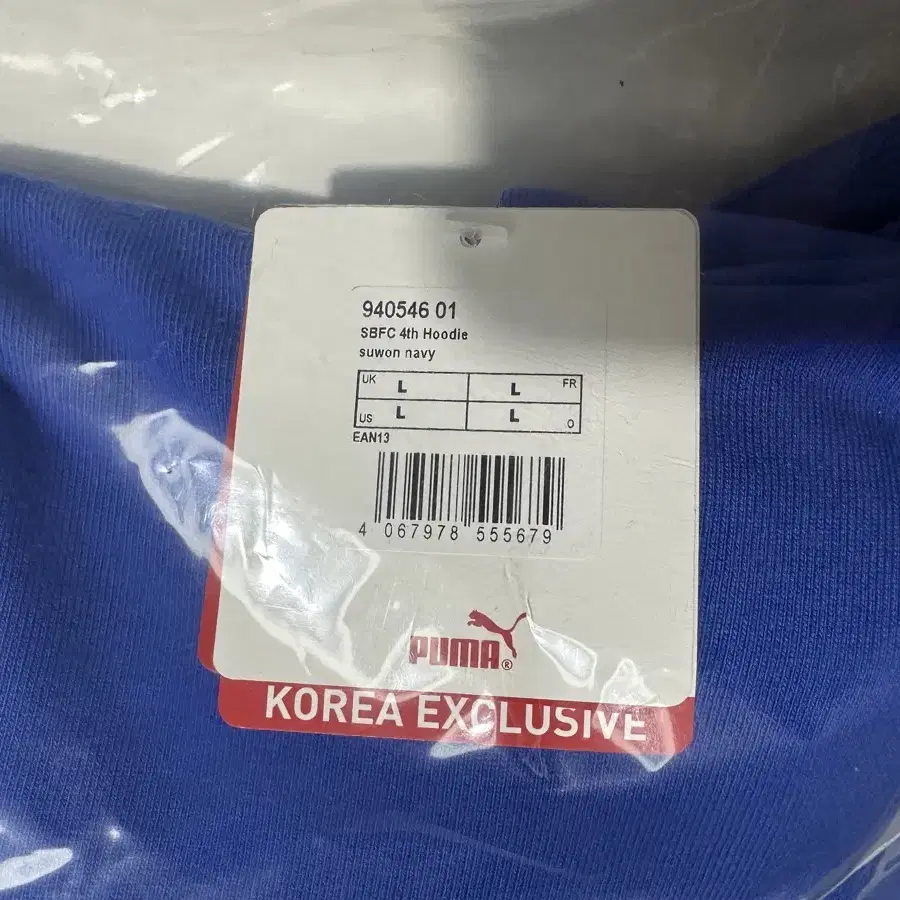 940546 01
SBFC 4th Hoodie
suwon navy
UK L L FR
US L L O
EAN13
4 067978 555679
PUMA®
KOREA EXCLUSIVE